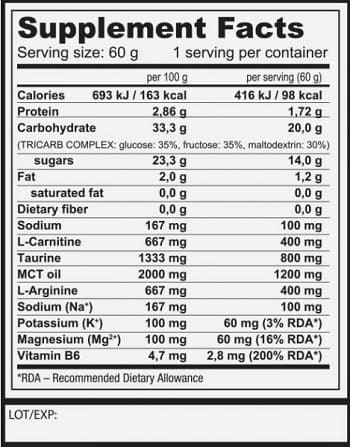 Supplement Facts
Serving size: 60 g 1 serving per container
per 100 g per serving (60 g)
Calories 693 kJ / 163 kcal 416 kJ / 98 kcal
Protein 2,86 g 1,72 g
Carbohydrate 33,3 g 20,0 g
(TRICARB COMPLEX: glucose: 35%, fructose: 35%, maltodextrin: 30%)
sugars 23,3 g 14,0 g
Fat 2,0 g 1,2 g
saturated fat 0,0 g 0,0 g
Dietary fiber 0,0 g 0,0 g
Sodium 167 mg 100 mg
L-Carnitine 667 mg 400 mg
Taurine 1333 mg 800 mg
MCT oil 2000 mg 1200 mg
L-Arginine 667 mg 400 mg
Sodium (Na⁺) 167 mg 100 mg
Potassium (K⁺) 100 mg 60 mg (3% RDA*)
Magnesium (Mg²⁺) 100 mg 60 mg (16% RDA*)
Vitamin B6 4,7 mg 2,8 mg (200% RDA*)
*RDA – Recommended Dietary Allowance
LOT/EXP: